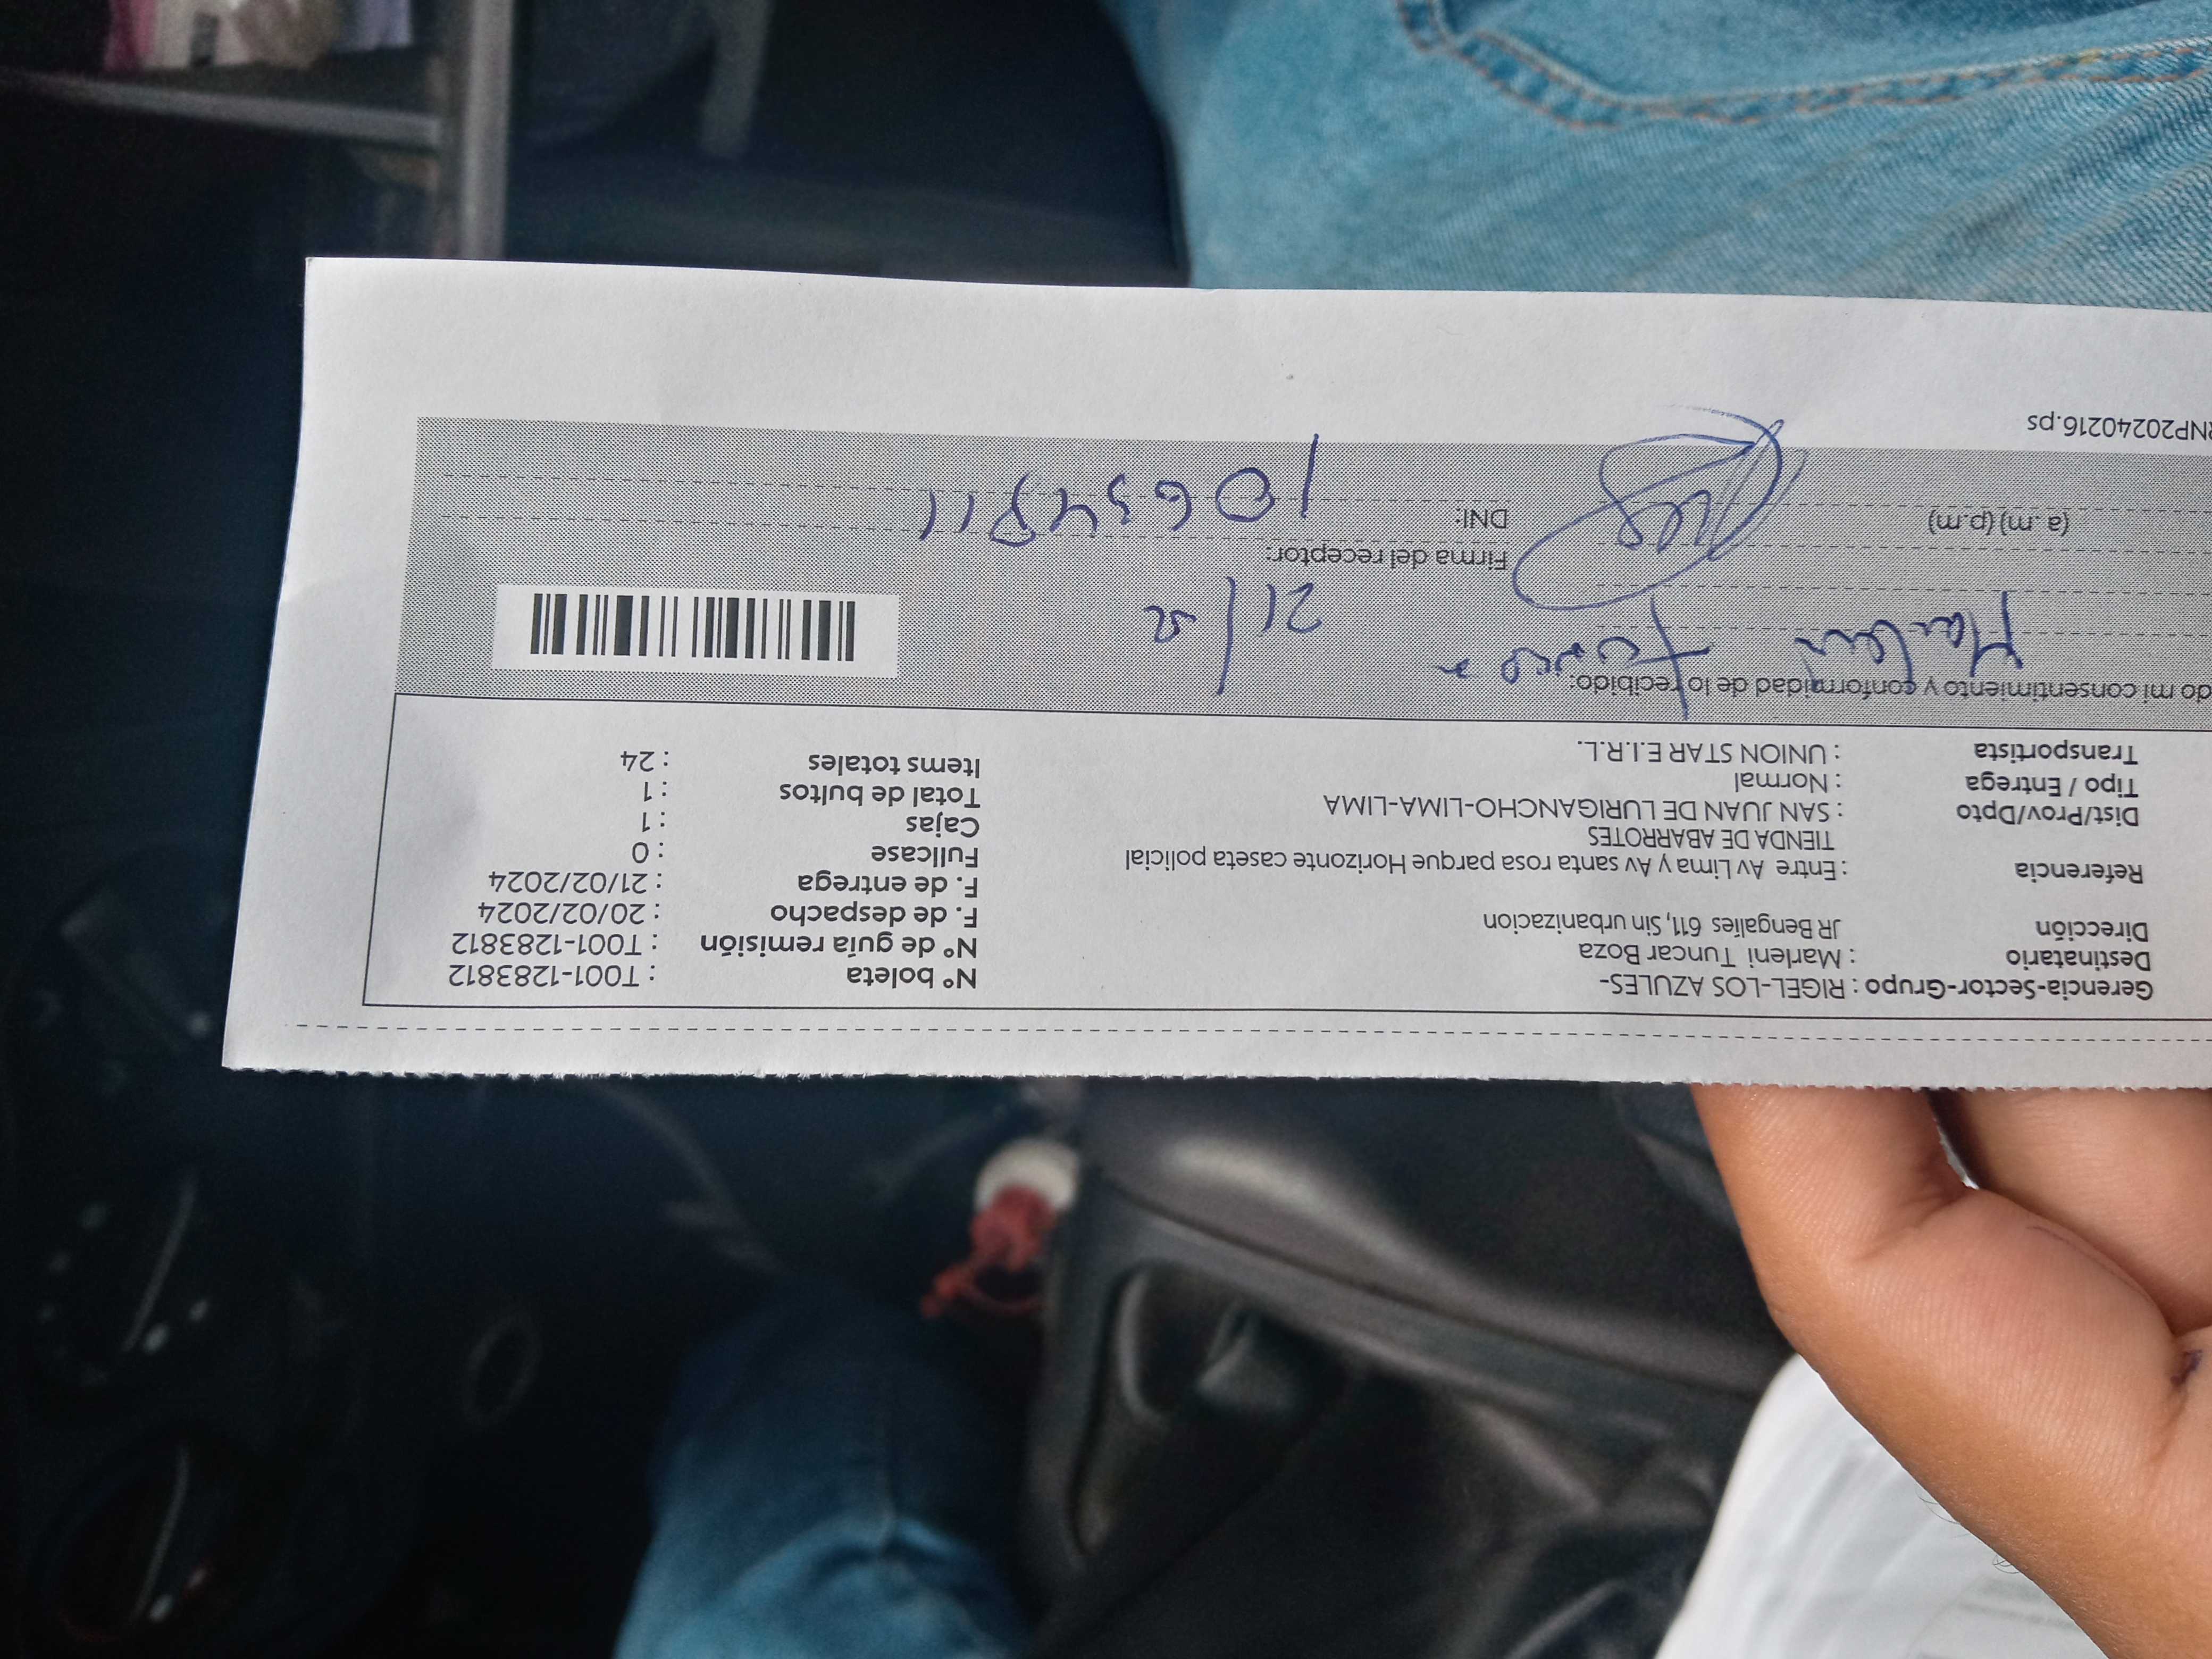 Gerencia-Sector-Grupo : RIGEL-LOS AZULES-
Destinatario : Marleni Tuncar Boza
Dirección JR Bengalies 611, Sin urbanizacion
Referencia : Entre Av Lima y Av santa rosa parque Horizonte caseta policial
TIENDA DE ABARROTES
Dist/Prov/Dpto : SAN JUAN DE LURIGANCHO-LIMA-LIMA
Tipo / Entrega : Normal
Transportista : UNION STAR E.I.R.L.
N° boleta : T001-1283812
N° de guía remisión : T001-1283812
F. de despacho : 20/02/2024
F. de entrega : 21/02/2024
Fullcase : 0
Cajas : 1
Total de bultos : 1
Items totales : 24
do mi consentimiento y conformidad de lo recibido:
21/02
Firma del receptor:
(a .m) (p.m)
DNI: 10654811
RNP20240216.ps